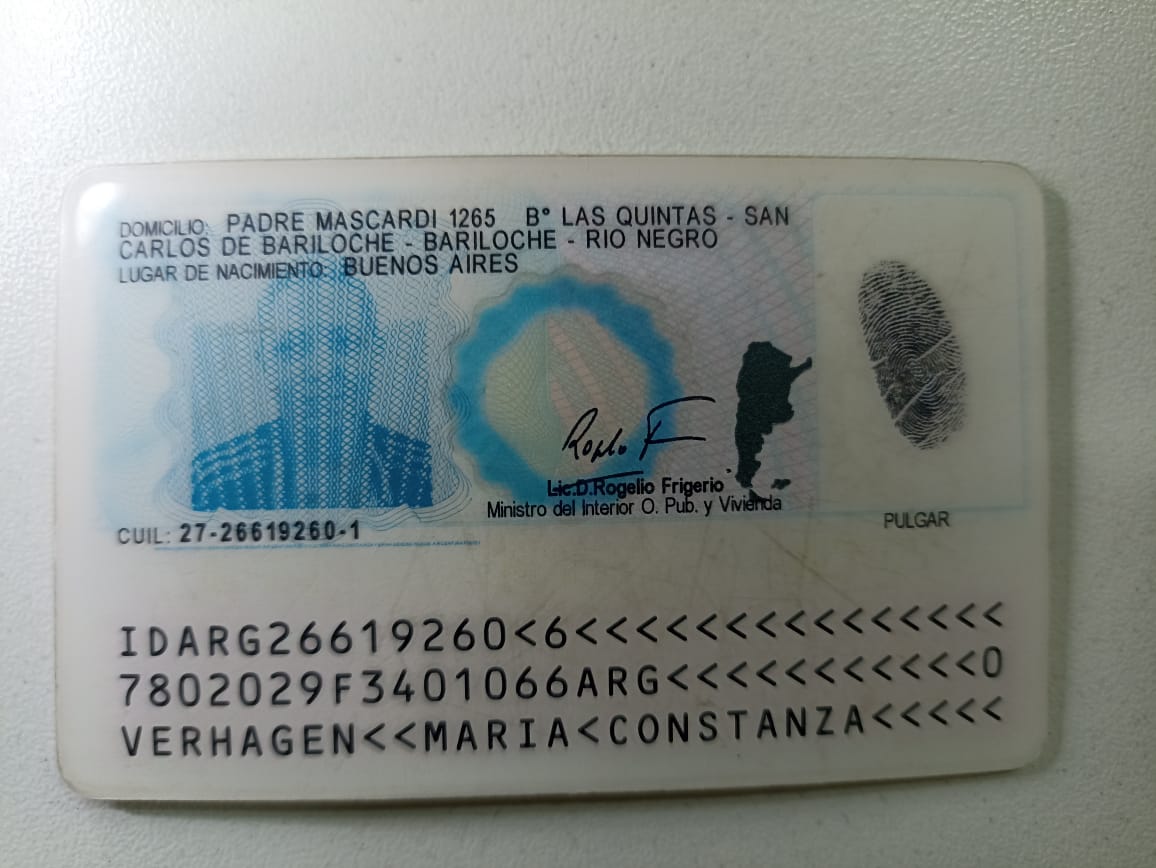 DOMICILIO: PADRE MASCARDI 1265 B° LAS QUINTAS - SAN
CARLOS DE BARILOCHE - BARILOCHE - RIO NEGRO
LUGAR DE NACIMIENTO: BUENOS AIRES
Lic.D.Rogelio Frigerio
Ministro del Interior O. Pub. y Vivienda
CUIL: 27-26619260-1
PULGAR
IDARG26619260<6<<<<<<<<<<<<<<<
7802029F3401066ARG<<<<<<<<<<<0
VERHAGEN<<MARIA<CONSTANZA<<<<<